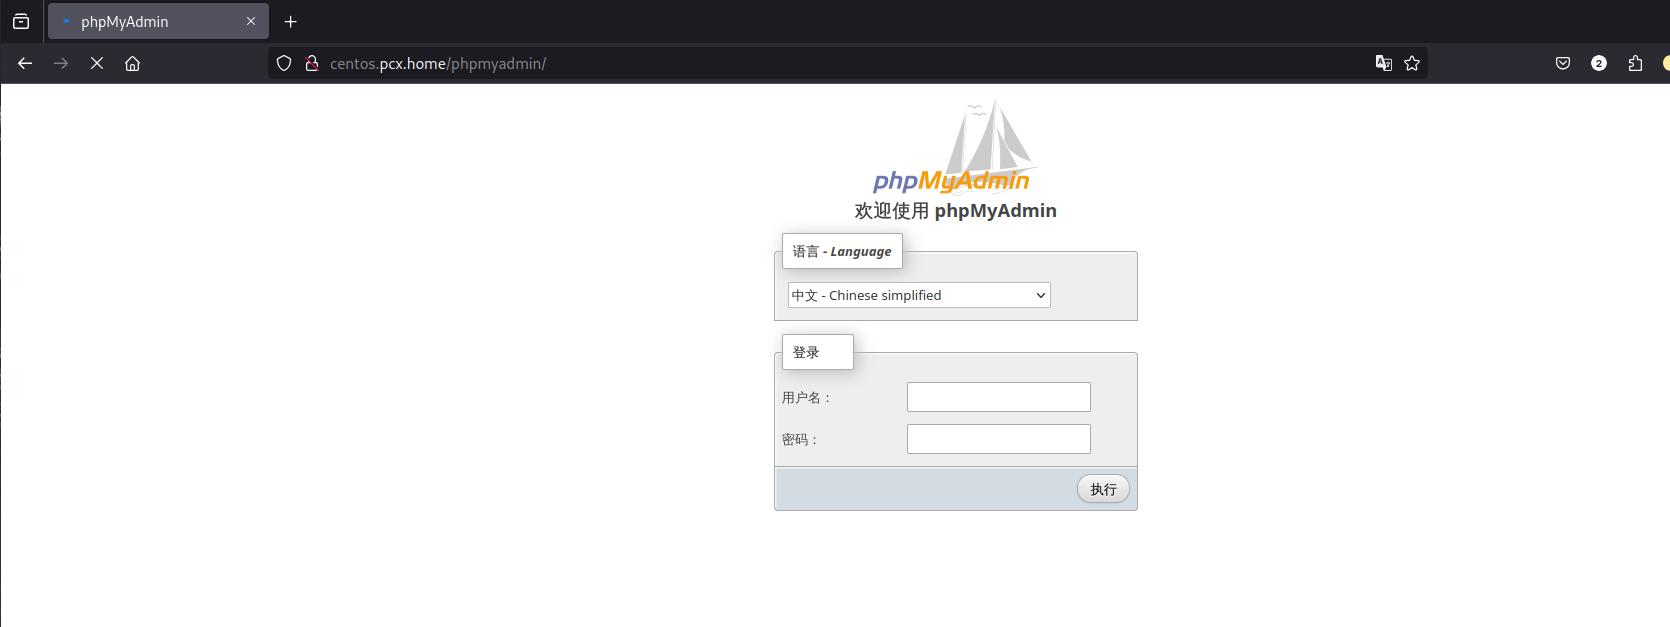 phpMyAdmin
centos.pcx.home/phpmyadmin/
2
phpMyAdmin
欢迎使用 phpMyAdmin
语言 - Language
中文 - Chinese simplified
登录
用户名：
密码：
执行